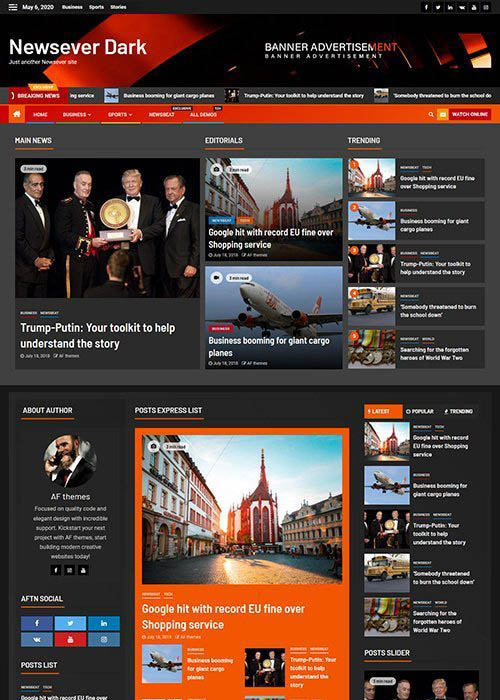 May 6, 2020 Business Sports Stories
Newsever Dark
Just another Newsever site
BANNER ADVERTISEMENT
BANNER ADVERTISEMENT
EXCLUSIVE
BREAKING NEWS
ng service
Business booming for giant cargo planes
Trump-Putin: Your toolkit to help understand the story
'Somebody threatened to burn the school do
HOME BUSINESS SPORTS NEWSBEAT ALL DEMOS
EXCLUSIVE
WATCH ONLINE
MAIN NEWS
3 min read
BUSINESS NEWSBEAT
Trump-Putin: Your toolkit to help
understand the story
July 18, 2018 AF themes
EDITORIALS
3 min read
NEWSBEAT TECH
Google hit with record EU fine over
Shopping service
July 18, 2018 AF themes
3 min read
BUSINESS
Business booming for giant cargo
planes
July 18, 2018 AF themes
TRENDING
1
NEWSBEAT TECH
Google hit with record EU fine
over Shopping service
2
BUSINESS
Business booming for giant
cargo planes
3
BUSINESS NEWSBEAT
Trump-Putin: Your toolkit to
help understand the story
4
NEWSBEAT
'Somebody threatened to burn
the school down'
5
NEWSBEAT WORLD
Searching for the forgotten
heroes of World War Two
ABOUT AUTHOR
AF themes
Focused on quality code and
elegant design with incredible
support. Kickstart your next
project with AF themes, start
building modern creative
websites today!
AFTN SOCIAL
POSTS LIST
NEWSBEAT TECH
Google hit with record EU fine over
POSTS EXPRESS LIST
3 min read
NEWSBEAT TECH
Google hit with record EU fine over
Shopping service
July 18, 2018 AF themes
BUSINESS
Business
booming for
giant cargo
BUSINESS NEWSBEAT
Trump-Putin: Your
toolkit to help
understand the
story
LATEST POPULAR TRENDING
NEWSBEAT TECH
Google hit with record
EU fine over Shopping
service
BUSINESS
Business booming for
giant cargo planes
BUSINESS NEWSBEAT
Trump-Putin: Your
toolkit to help
understand the story
NEWSBEAT
'Somebody threatened
to burn the school down'
NEWSBEAT WORLD
Searching for the
forgotten heroes of
World War Two
POSTS SLIDER
3 min read